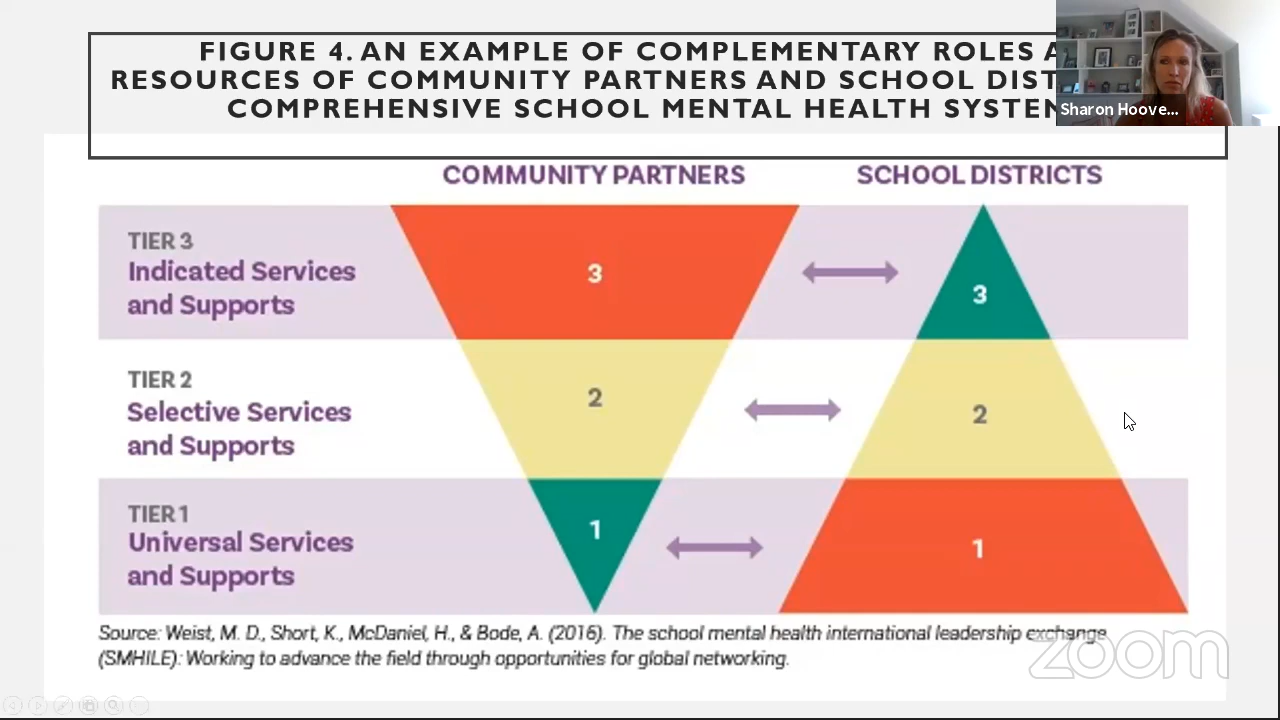 FIGURE 4. AN EXAMPLE OF COMPLEMENTARY ROLES A
RESOURCES OF COMMUNITY PARTNERS AND SCHOOL DIST
COMPREHENSIVE SCHOOL MENTAL HEALTH SYSTEM
Sharon Hoove...
COMMUNITY PARTNERS
SCHOOL DISTRICTS
TIER 3
Indicated Services
and Supports
3
3
TIER 2
Selective Services
and Supports
2
2
TIER 1
Universal Services
and Supports
1
1
Source: Weist, M. D., Short, K., McDaniel, H., & Bode, A. (2016). The school mental health international leadership exchange
(SMHILE): Working to advance the field through opportunities for global networking.
zoom